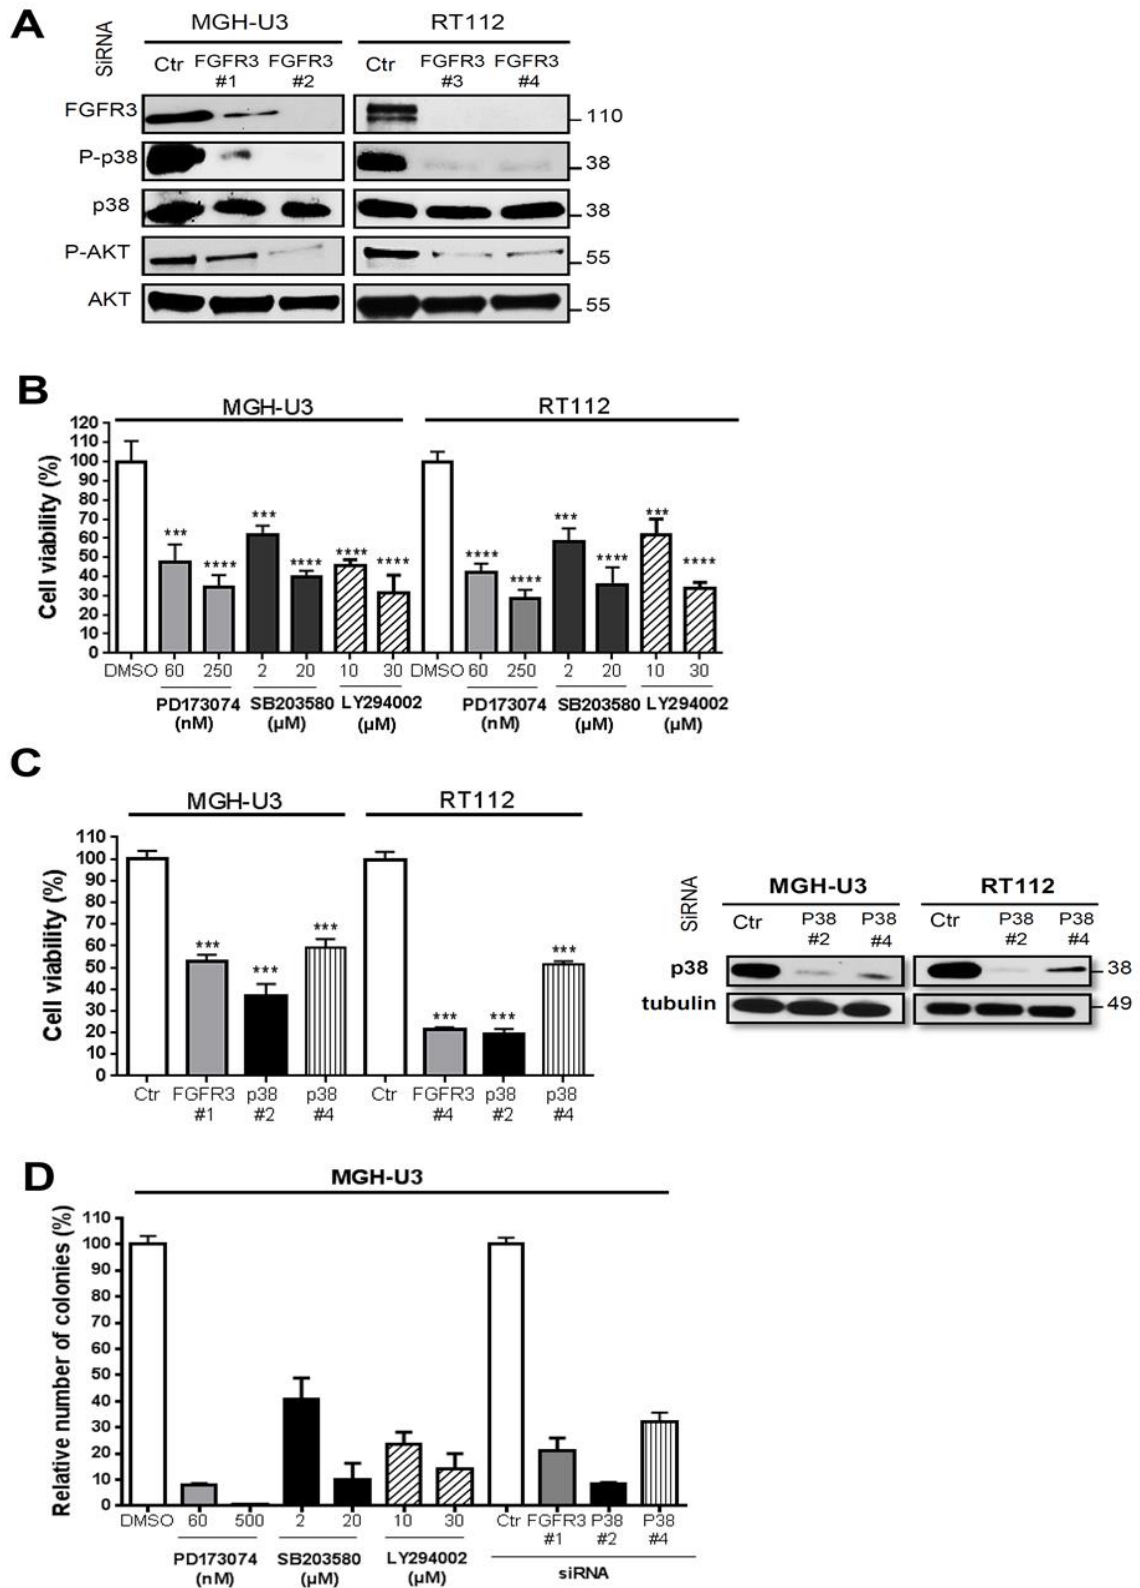 A
MGH-U3 RT112
SiRNA
Ctr FGFR3 FGFR3 Ctr FGFR3 FGFR3
#1 #2 #3 #4
FGFR3 110
P-p38 38
p38 38
P-AKT 55
AKT 55
B
MGH-U3 RT112
Cell viability (%)
120
110
100
90
80
70
60
50
40
30
20
10
0
*** **** *** **** **** **** **** **** *** **** *** ****
DMSO 60 250 2 20 10 30 DMSO 60 250 2 20 10 30
PD173074 SB203580 LY294002 PD173074 SB203580 LY294002
(nM) (µM) (µM) (nM) (µM) (µM)
C
MGH-U3 RT112
Cell viability (%)
110
100
90
80
70
60
50
40
30
20
10
0
*** *** *** *** *** ***
Ctr FGFR3 p38 p38 Ctr FGFR3 p38 p38
#1 #2 #4 #4 #2 #4
SiRNA
MGH-U3 RT112
Ctr P38 P38 Ctr P38 P38
#2 #4 #2 #4
p38 38
tubulin 49
D
MGH-U3
Relative number of colonies (%)
110
100
90
80
70
60
50
40
30
20
10
0
DMSO 60 500 2 20 10 30 Ctr FGFR3 P38 P38
#1 #2 #4
PD173074 SB203580 LY294002 siRNA
(nM) (µM) (µM)